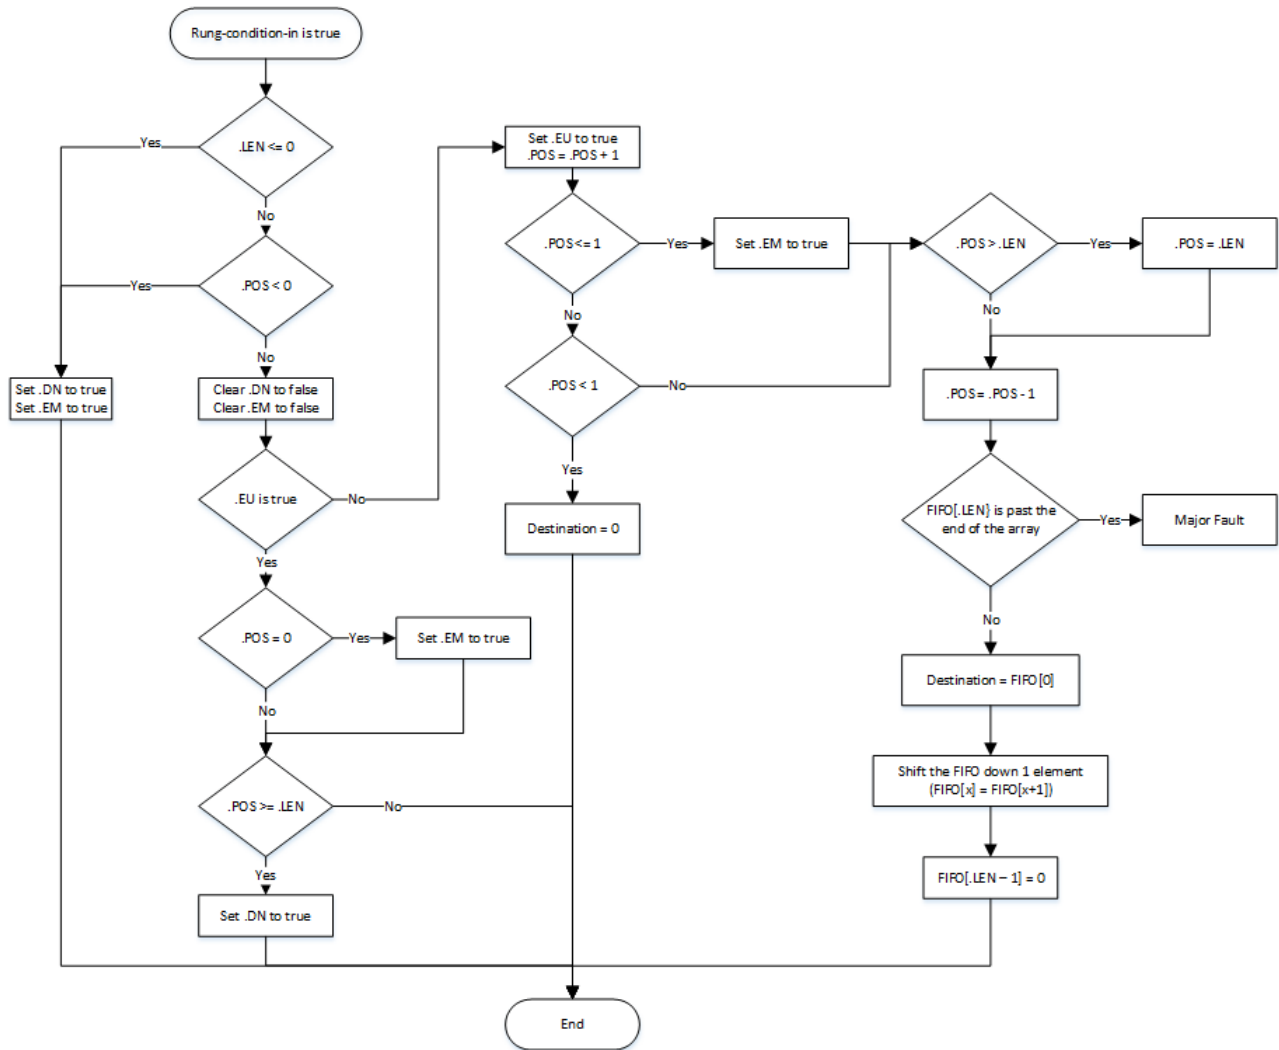 Rung-condition-in is true
.LEN <= 0
Yes
No
.POS < 0
Yes
No
Set .DN to true
Set .EM to true
Clear .DN to false
Clear .EM to false
.EU is true
No
Yes
.POS = 0
Yes
Set .EM to true
No
.POS >= .LEN
No
Yes
Set .DN to true
Set .EU to true
.POS = .POS + 1
.POS<= 1
Yes
Set .EM to true
No
.POS < 1
No
Yes
Destination = 0
.POS > .LEN
Yes
.POS = .LEN
No
.POS= .POS - 1
FIFO[.LEN} is past the
end of the array
Yes
Major Fault
No
Destination = FIFO[0]
Shift the FIFO down 1 element
(FIFO[x] = FIFO[x+1])
FIFO[.LEN – 1] = 0
End